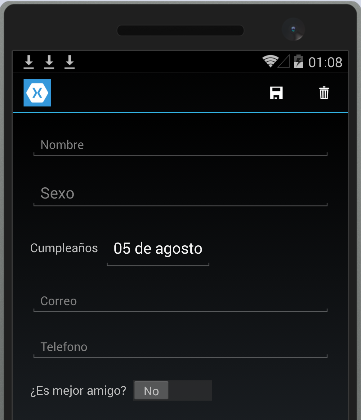 01:08
Nombre
Sexo
Cumpleaños 05 de agosto
Correo
Telefono
¿Es mejor amigo? No